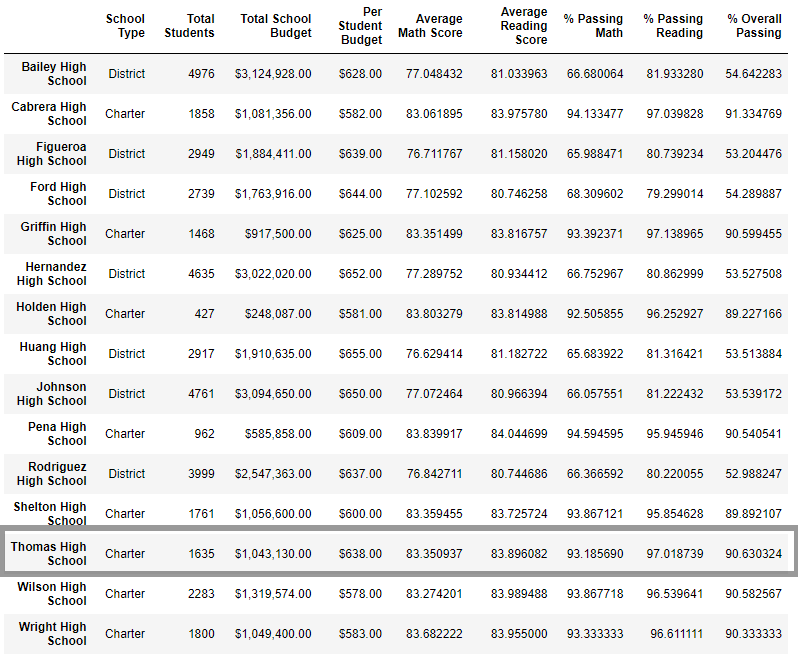 School Type Total Students Total School Budget Per Student Budget Average Math Score Average Reading Score % Passing Math % Passing Reading % Overall Passing
Bailey High School District 4976 $3,124,928.00 $628.00 77.048432 81.033963 66.680064 81.933280 54.642283
Cabrera High School Charter 1858 $1,081,356.00 $582.00 83.061895 83.975780 94.133477 97.039828 91.334769
Figueroa High School District 2949 $1,884,411.00 $639.00 76.711767 81.158020 65.988471 80.739234 53.204476
Ford High School District 2739 $1,763,916.00 $644.00 77.102592 80.746258 68.309602 79.299014 54.289887
Griffin High School Charter 1468 $917,500.00 $625.00 83.351499 83.816757 93.392371 97.138965 90.599455
Hernandez High School District 4635 $3,022,020.00 $652.00 77.289752 80.934412 66.752967 80.862999 53.527508
Holden High School Charter 427 $248,087.00 $581.00 83.803279 83.814988 92.505855 96.252927 89.227166
Huang High School District 2917 $1,910,635.00 $655.00 76.629414 81.182722 65.683922 81.316421 53.513884
Johnson High School District 4761 $3,094,650.00 $650.00 77.072464 80.966394 66.057551 81.222432 53.539172
Pena High School Charter 962 $585,858.00 $609.00 83.839917 84.044699 94.594595 95.945946 90.540541
Rodriguez High School District 3999 $2,547,363.00 $637.00 76.842711 80.744686 66.366592 80.220055 52.988247
Shelton High School Charter 1761 $1,056,600.00 $600.00 83.359455 83.725724 93.867121 95.854628 89.892107
Thomas High School Charter 1635 $1,043,130.00 $638.00 83.350937 83.896082 93.185690 97.018739 90.630324
Wilson High School Charter 2283 $1,319,574.00 $578.00 83.274201 83.989488 93.867718 96.539641 90.582567
Wright High School Charter 1800 $1,049,400.00 $583.00 83.682222 83.955000 93.333333 96.611111 90.333333